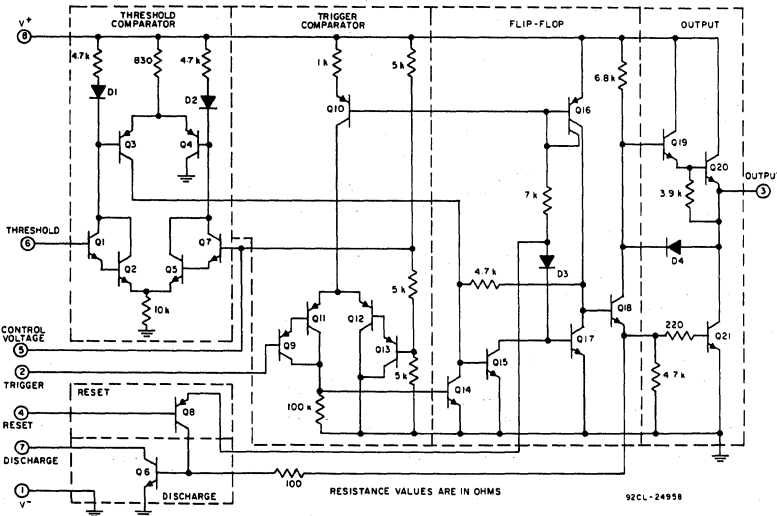 THRESHOLD
COMPARATOR
TRIGGER
COMPARATOR
FLIP-FLOP
OUTPUT
V+
8
4.7k
830
4.7k
1k
5k
6.8k
D1
D2
Q10
Q16
Q3
Q4
Q19
Q20
7k
3.9k
OUTPUT
3
THRESHOLD
6
Q1
Q2
Q5
Q7
D3
D4
4.7k
5k
10k
Q18
Q11
Q12
220
Q9
Q13
Q15
Q17
Q21
CONTROL
VOLTAGE
5
2
TRIGGER
5k
Q14
4.7k
RESET
4
RESET
Q8
100k
7
DISCHARGE
Q6
100
1
V-
DISCHARGE
RESISTANCE VALUES ARE IN OHMS
92CL-24958